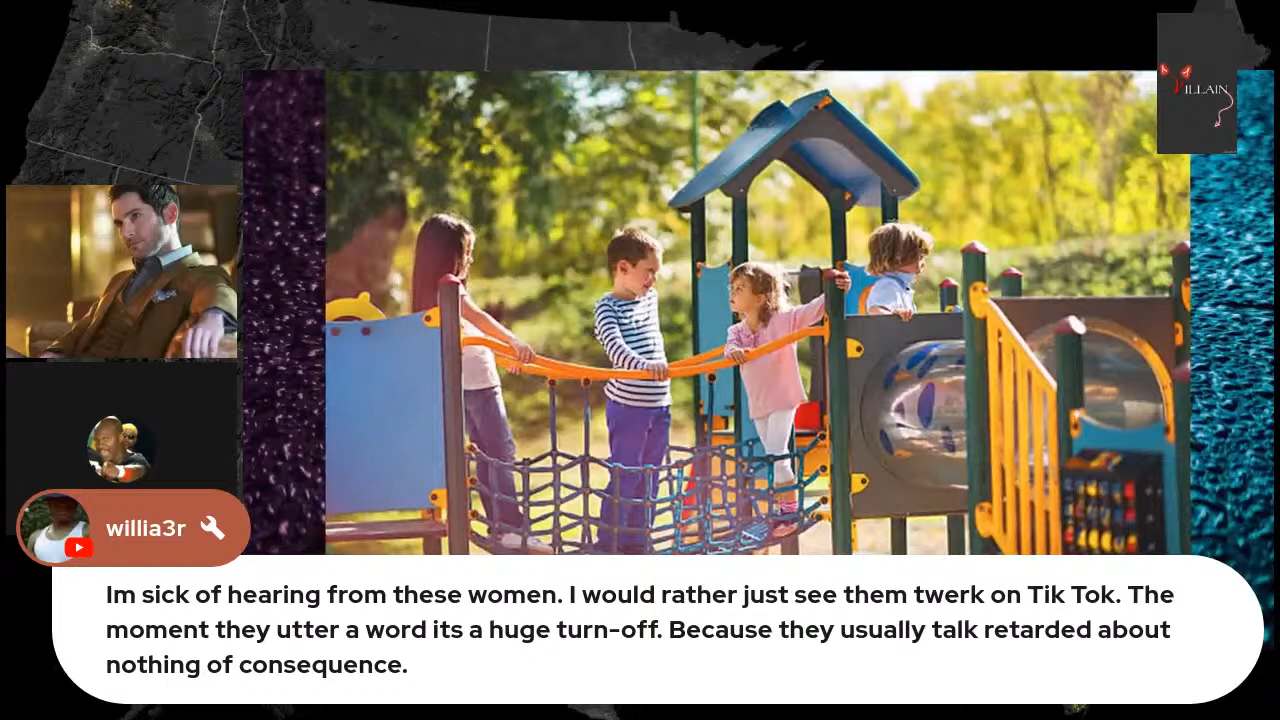 VILLAIN
willia3r
Im sick of hearing from these women. I would rather just see them twerk on Tik Tok. The
moment they utter a word its a huge turn-off. Because they usually talk retarded about
nothing of consequence.